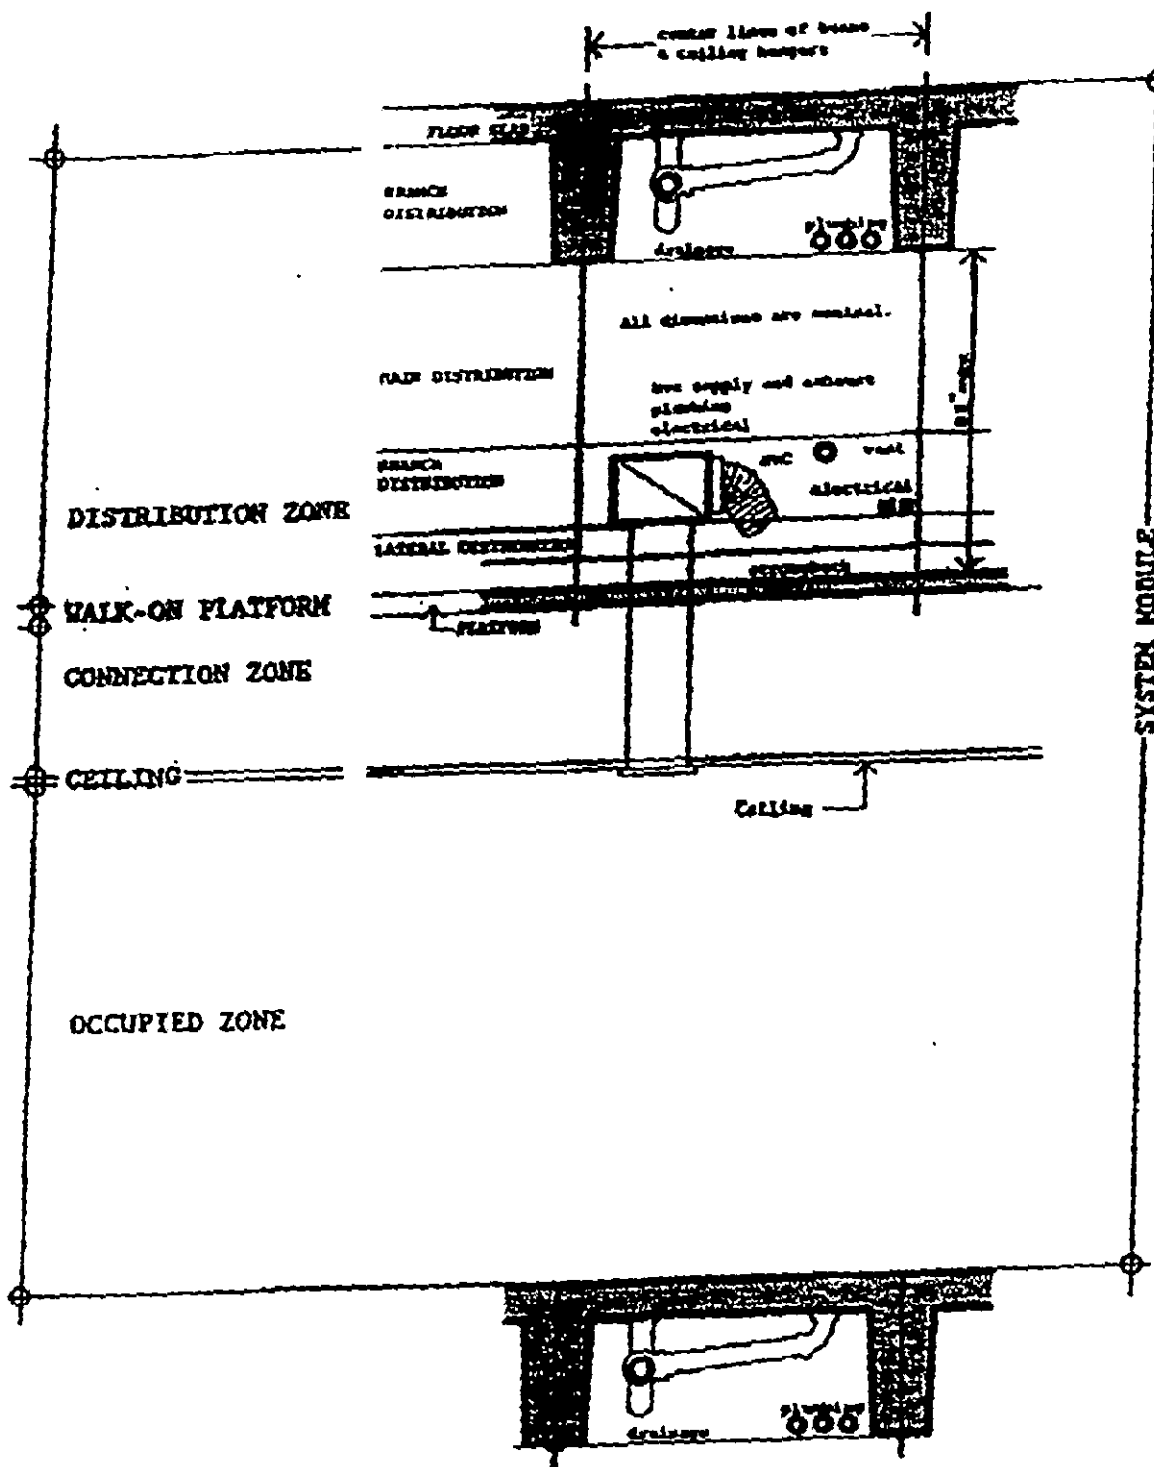 center lines of beams
& ceiling hangers
FLOOR SLAB
BRANCH
DISTRIBUTION
drainage
plumbing
All dimensions are nominal.
MAIN DISTRIBUTION
hvc supply and exhaust
plumbing
electrical
BRANCH
DISTRIBUTION
HVC
vent
electrical
DISTRIBUTION ZONE
LATERAL DISTRIBUTION
WALK-ON PLATFORM
PLATFORM
CONNECTION ZONE
SYSTEM MODULE
CEILING
Ceiling
OCCUPIED ZONE
plumbing
drainage